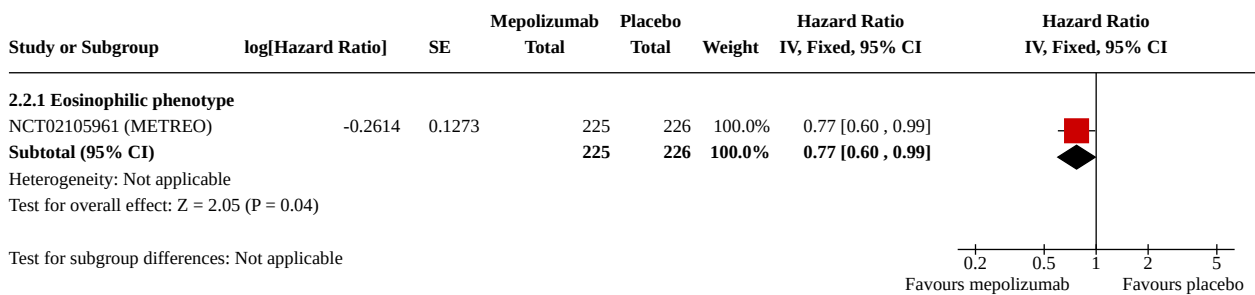 Mepolizumab Placebo Hazard Ratio Hazard Ratio
Study or Subgroup log[Hazard Ratio] SE Total Total Weight IV, Fixed, 95% CI IV, Fixed, 95% CI
2.2.1 Eosinophilic phenotype
NCT02105961 (METREO) -0.2614 0.1273 225 226 100.0% 0.77 [0.60 , 0.99]
Subtotal (95% CI) 225 226 100.0% 0.77 [0.60 , 0.99]
Heterogeneity: Not applicable
Test for overall effect: Z = 2.05 (P = 0.04)
Test for subgroup differences: Not applicable
0.2 0.5 1 2 5
Favours mepolizumab Favours placebo